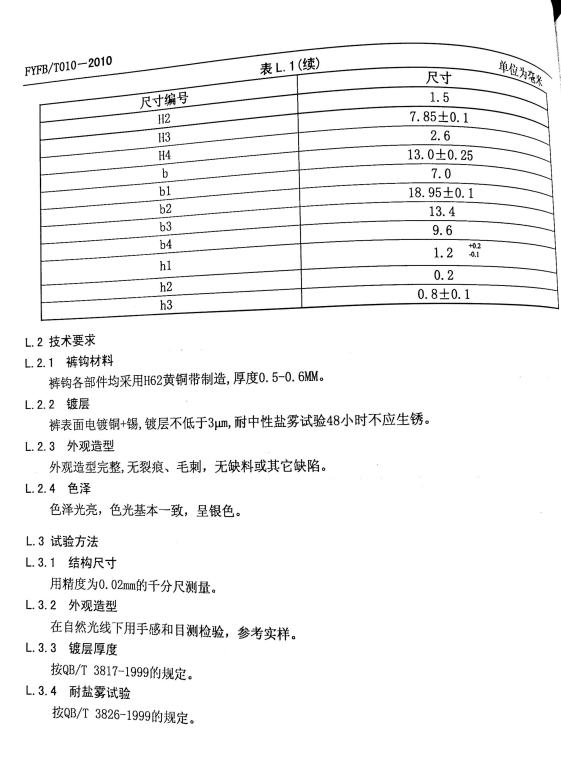 FYFB/T010—2010
表 L.1(续)
单位为毫米
尺寸编号 尺寸
H2 1.5
H3 7.85±0.1
H4 2.6
b 13.0±0.25
b1 7.0
b2 18.95±0.1
b3 13.4
b4 9.6
h1 1.2 +0.2 -0.1
h2 0.2
h3 0.8±0.1
L.2 技术要求
L.2.1 裤钩材料
裤钩各部件均采用H62黄铜带制造,厚度0.5-0.6MM。
L.2.2 镀层
裤表面电镀铜+锡,镀层不低于3μm,耐中性盐雾试验48小时不应生锈。
L.2.3 外观造型
外观造型完整,无裂痕、毛刺，无缺料或其它缺陷。
L.2.4 色泽
色泽光亮，色光基本一致，呈银色。
L.3 试验方法
L.3.1 结构尺寸
用精度为0.02mm的千分尺测量。
L.3.2 外观造型
在自然光线下用手感和目测检验，参考实样。
L.3.3 镀层厚度
按QB/T 3817-1999的规定。
L.3.4 耐盐雾试验
按QB/T 3826-1999的规定。